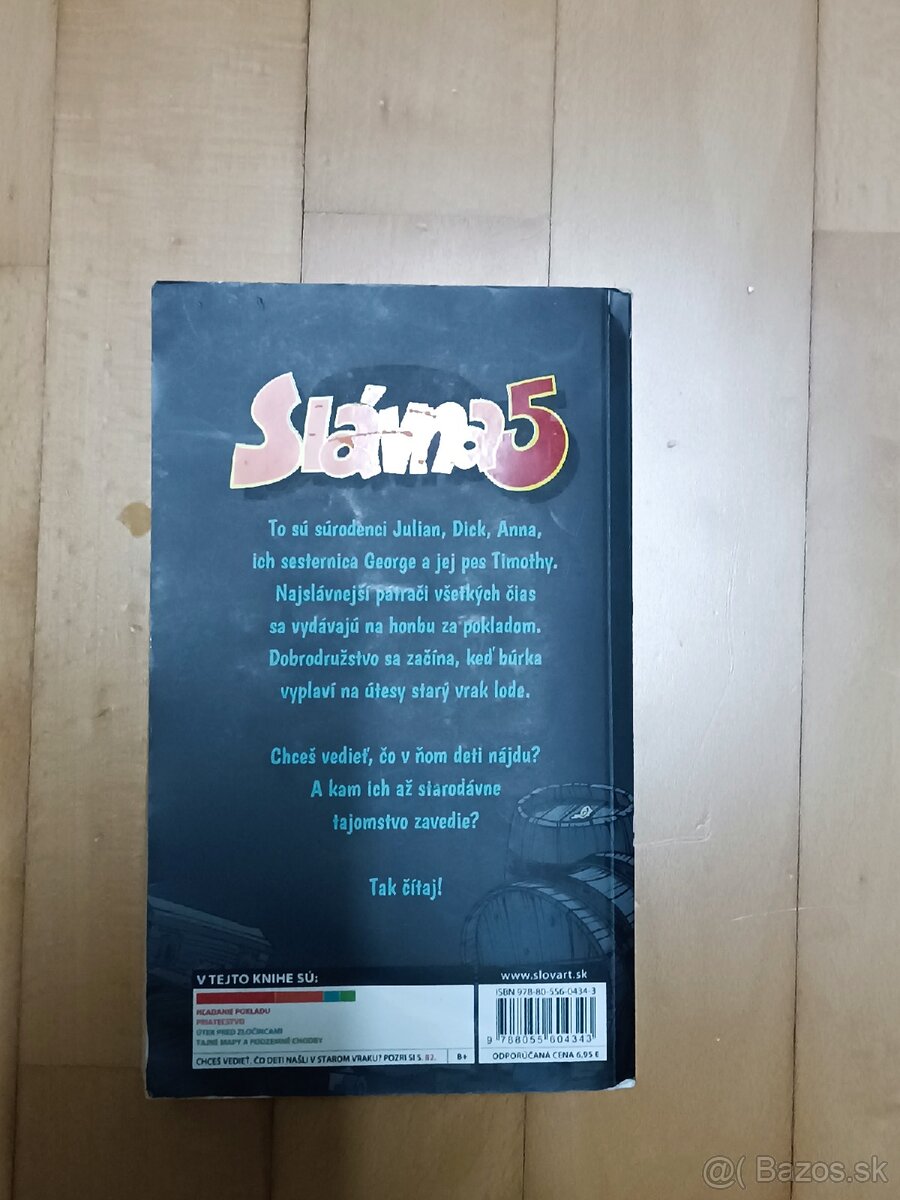 Slávna 5
To sú súrodenci Julian, Dick, Anna,
ich sesternica George a jej pes Timothy.
Najslávnejší pátrači všetkých čias
sa vydávajú na honbu za pokladom.
Dobrodružstvo sa začína, keď búrka
vyplaví na útesy starý vrak lode.
Chceš vedieť, čo v ňom deti nájdu?
A kam ich až starodávne
tajomstvo zavedie?
Tak čítaj!
V TEJTO KNIHE SÚ:
HĽADANIE POKLADU
PRIATEĽSTVO
ÚTEK PRED ZLOČINCAMI
TAJNÉ MAPY A PODZEMNÉ CHODBY
CHCEŠ VEDIEŤ, ČO DETI NAŠLI V STAROM VRAKU? POZRI SI S. 82.
8+
www.slovart.sk
ISBN 978-80-556-0434-3
9 788055 604343
ODPORÚČANÁ CENA 6,95 €
@( Bazos.sk